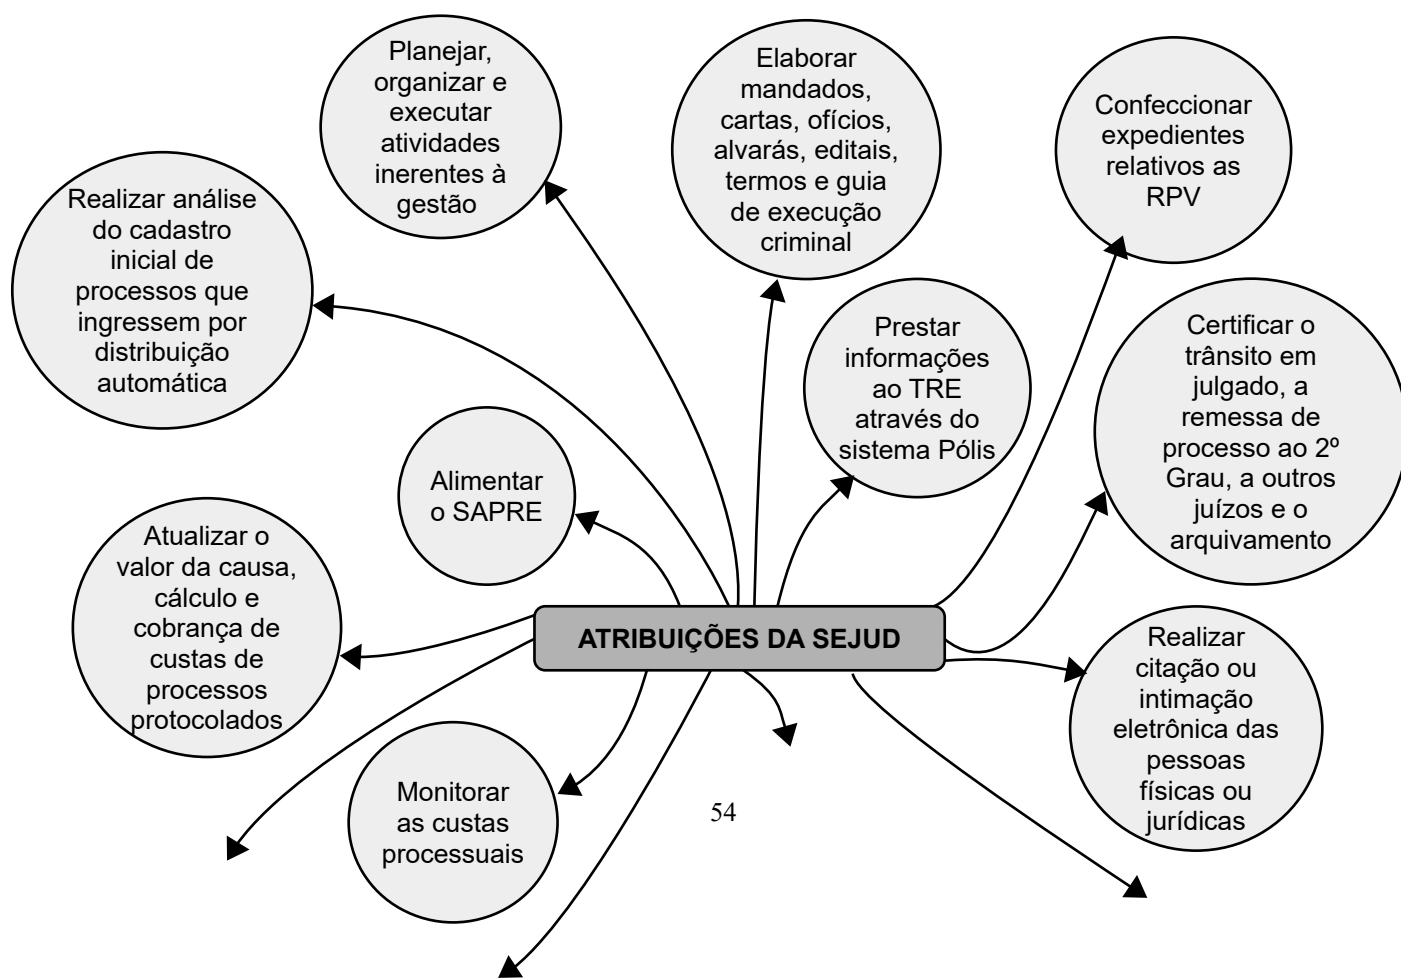 Planejar,
organizar e
executar
atividades
inerentes à
gestão
Elaborar
mandados,
cartas, ofícios,
alvarás, editais,
termos e guia
de execução
criminal
Confeccionar
expedientes
relativos as
RPV
Realizar análise
do cadastro
inicial de
processos que
ingressem por
distribuição
automática
Prestar
informações
ao TRE
através do
sistema Pólis
Certificar o
trânsito em
julgado, a
remessa de
processo ao 2º
Grau, a outros
juízos e o
arquivamento
Alimentar
o SAPRE
Atualizar o
valor da causa,
cálculo e
cobrança de
custas de
processos
protocolados
ATRIBUIÇÕES DA SEJUD
Realizar
citação ou
intimação
eletrônica das
pessoas
físicas ou
jurídicas
Monitorar
as custas
processuais
54